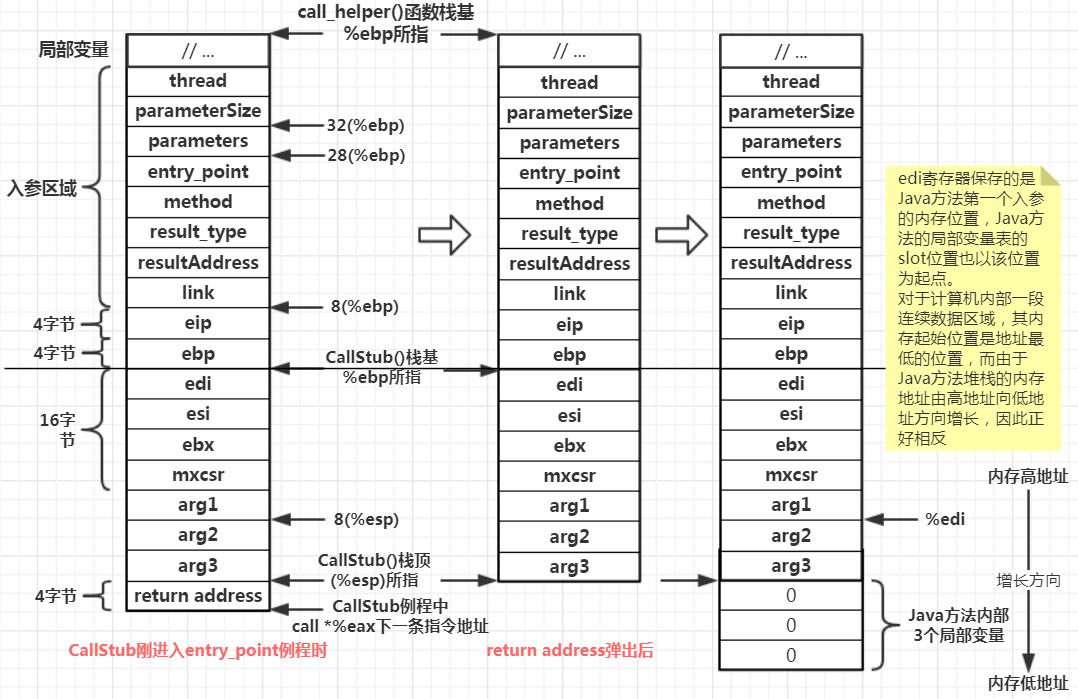 call_helper()函数栈基
%ebp所指
局部变量
// ...
thread
parameterSize
parameters
entry_point
method
result_type
resultAddress
link
eip
ebp
edi
esi
ebx
mxcsr
arg1
arg2
arg3
return address
入参区域
4字节
4字节
16字
节
4字节
32(%ebp)
28(%ebp)
8(%ebp)
CallStub()栈基
%ebp所指
8(%esp)
CallStub()栈顶
(%esp)所指
CallStub例程中
call *%eax下一条指令地址
CallStub刚进入entry_point例程时
// ...
thread
parameterSize
parameters
entry_point
method
result_type
resultAddress
link
eip
ebp
edi
esi
ebx
mxcsr
arg1
arg2
arg3
return address弹出后
// ...
thread
parameterSize
parameters
entry_point
method
result_type
resultAddress
link
eip
ebp
edi
esi
ebx
mxcsr
arg1
arg2
arg3
0
0
0
%edi
Java方法内部
3个局部变量
edi寄存器保存的是
Java方法第一个入参
的内存位置，Java方
法的局部变量表的
slot位置也以该位置
为起点。
对于计算机内部一段
连续数据区域，其内
存起始位置是地址最
低的位置，而由于
Java方法堆栈的内存
地址由高地址向低地
址方向增长，因此正
好相反
内存高地址
增长方向
内存低地址